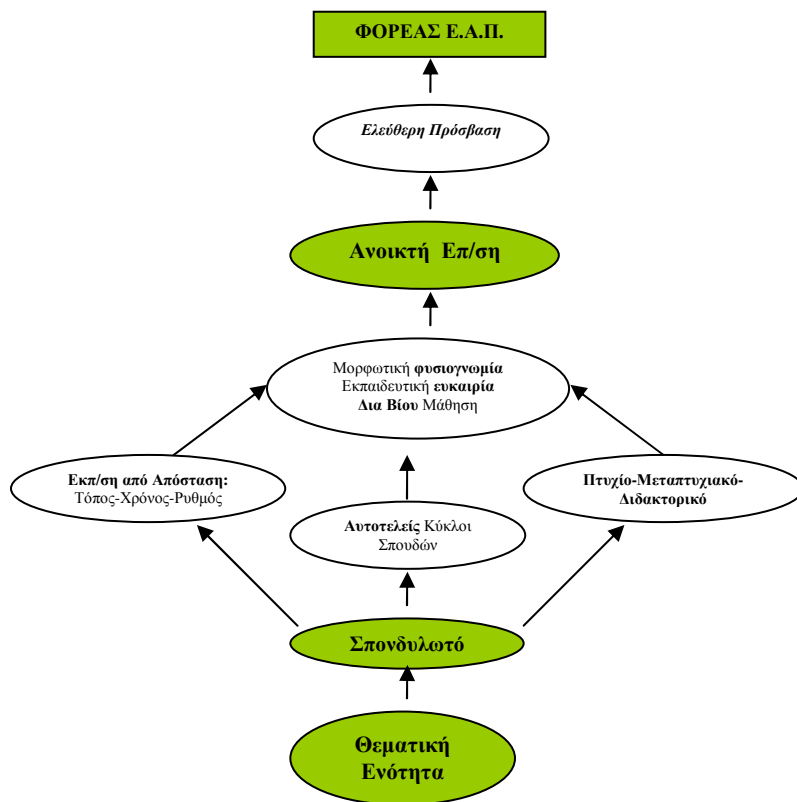 ΦΟΡΕΑΣ Ε.Α.Π.
Ελεύθερη Πρόσβαση
Ανοικτή Επ/ση
Μορφωτική φυσιογνωμία
Εκπαιδευτική ευκαιρία
Δια Βίου Μάθηση
Εκπ/ση από Απόσταση:
Τόπος-Χρόνος-Ρυθμός
Αυτοτελείς Κύκλοι
Σπουδών
Πτυχίο-Μεταπτυχιακό-
Διδακτορικό
Σπονδυλωτό
Θεματική
Ενότητα